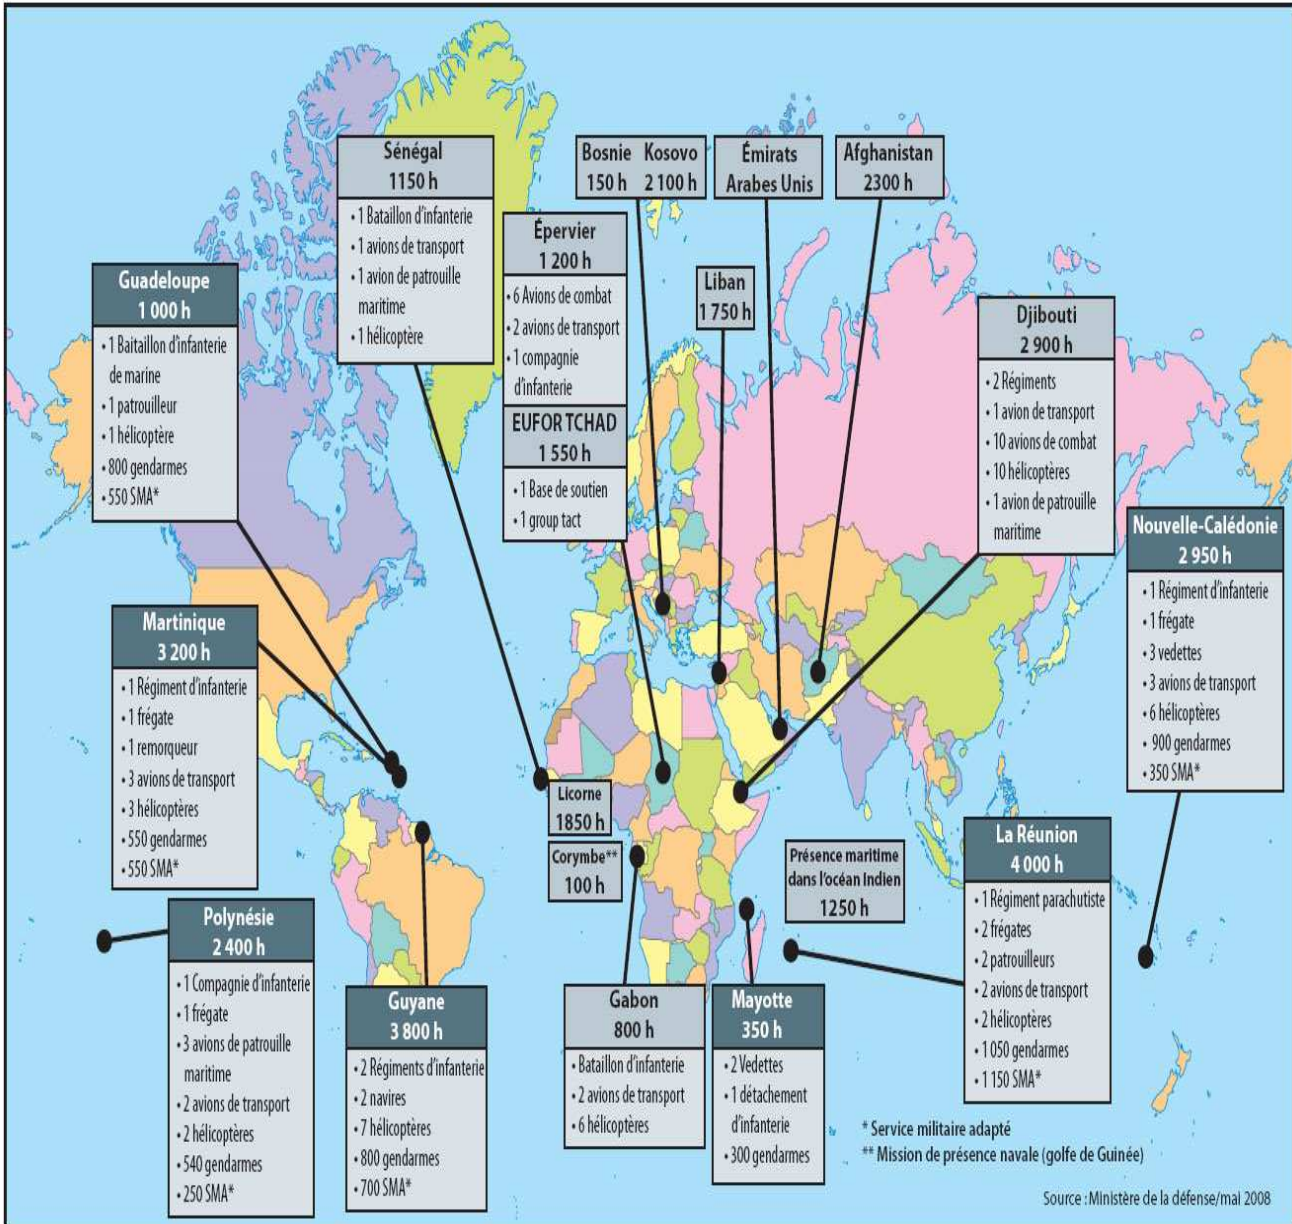 Sénégal
1150 h
• 1 Bataillon d'infanterie
• 1 avions de transport
• 1 avion de patrouille
maritime
• 1 hélicoptère
Bosnie Kosovo
150 h 2 100 h
Émirats
Arabes Unis
Afghanistan
2300 h
Épervier
1 200 h
• 6 Avions de combat
• 2 avions de transport
• 1 compagnie
d'infanterie
EUFOR TCHAD
1 550 h
• 1 Base de soutien
• 1 group tact
Liban
1 750 h
Guadeloupe
1 000 h
• 1 Baitaillon d'infanterie
de marine
• 1 patrouilleur
• 1 hélicoptère
• 800 gendarmes
• 550 SMA*
Djibouti
2 900 h
• 2 Régiments
• 1 avion de transport
• 10 avions de combat
• 10 hélicoptères
• 1 avion de patrouille
maritime
Nouvelle-Calédonie
2 950 h
• 1 Régiment d'infanterie
• 1 frégate
• 3 vedettes
• 3 avions de transport
• 6 hélicoptères
• 900 gendarmes
• 350 SMA*
Martinique
3 200 h
• 1 Régiment d'infanterie
• 1 frégate
• 1 remorqueur
• 3 avions de transport
• 3 hélicoptères
• 550 gendarmes
• 550 SMA*
Licorne
1850 h
Corymbe**
100 h
Présence maritime
dans l'océan Indien
1250 h
La Réunion
4 000 h
• 1 Régiment parachutiste
• 2 frégates
• 2 patrouilleurs
• 2 avions de transport
• 2 hélicoptères
• 1 050 gendarmes
• 1 150 SMA*
Polynésie
2 400 h
• 1 Compagnie d'infanterie
• 1 frégate
• 3 avions de patrouille
maritime
• 2 avions de transport
• 2 hélicoptères
• 540 gendarmes
• 250 SMA*
Guyane
3 800 h
• 2 Régiments d'infanterie
• 2 navires
• 7 hélicoptères
• 800 gendarmes
• 700 SMA*
Gabon
800 h
• Bataillon d'infanterie
• 2 avions de transport
• 6 hélicoptères
Mayotte
350 h
• 2 Vedettes
• 1 détachement
d'infanterie
• 300 gendarmes
* Service militaire adapté
** Mission de présence navale (golfe de Guinée)
Source : Ministère de la défense/mai 2008